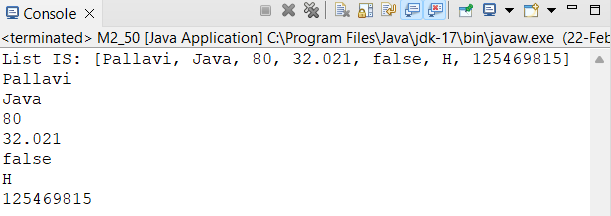 Console
<terminated> M2_50 [Java Application] C:\Program Files\Java\jdk-17\bin\javaw.exe (22-Feb
List IS: [Pallavi, Java, 80, 32.021, false, H, 125469815]
Pallavi
Java
80
32.021
false
H
125469815